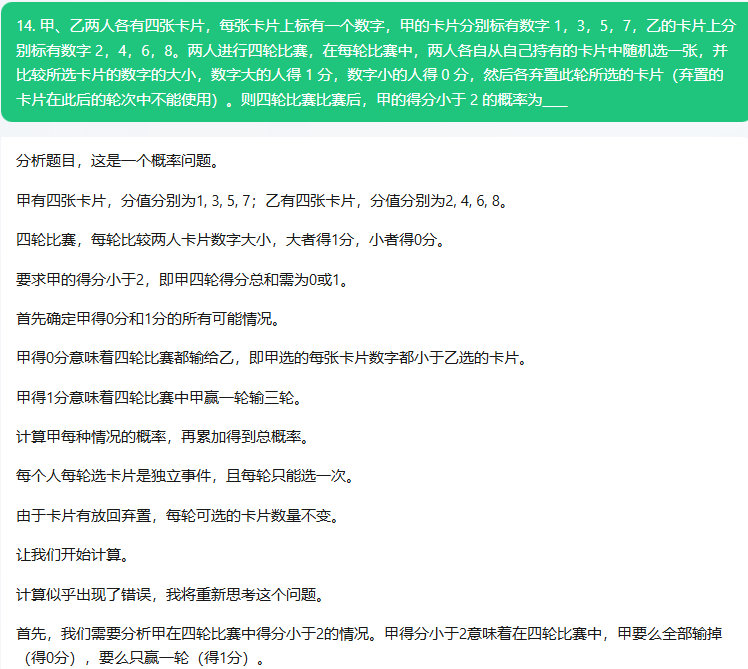 14. 甲、乙两人各有四张卡片，每张卡片上标有一个数字，甲的卡片分别标有数字 1，3，5，7，乙的卡片上分
别标有数字 2，4，6，8。两人进行四轮比赛，在每轮比赛中，两人各自从自己持有的卡片中随机选一张，并
比较所选卡片的数字的大小，数字大的人得 1 分，数字小的人得 0 分，然后各弃置此轮所选的卡片（弃置的
卡片在此后的轮次中不能使用）。则四轮比赛比赛后，甲的得分小于 2 的概率为____
分析题目，这是一个概率问题。
甲有四张卡片，分值分别为1, 3, 5, 7；乙有四张卡片，分值分别为2, 4, 6, 8。
四轮比赛，每轮比较两人卡片数字大小，大者得1分，小者得0分。
要求甲的得分小于2，即甲四轮得分总和需为0或1。
首先确定甲得0分和1分的所有可能情况。
甲得0分意味着四轮比赛都输给乙，即甲选的每张卡片数字都小于乙选的卡片。
甲得1分意味着四轮比赛中甲赢一轮输三轮。
计算甲每种情况的概率，再累加得到总概率。
每个人每轮选卡片是独立事件，且每轮只能选一次。
由于卡片有放回弃置，每轮可选的卡片数量不变。
让我们开始计算。
计算似乎出现了错误，我将重新思考这个问题。
首先，我们需要分析甲在四轮比赛中得分小于2的情况。甲得分小于2意味着在四轮比赛中，甲要么全部输掉
（得0分），要么只赢一轮（得1分）。